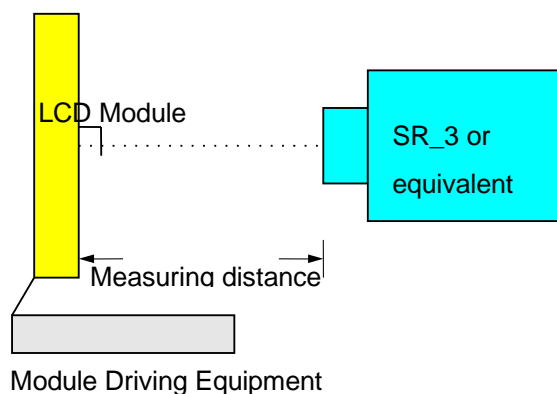 LCD Module
SR_3 or
equivalent
Measuring distance
Module Driving Equipment